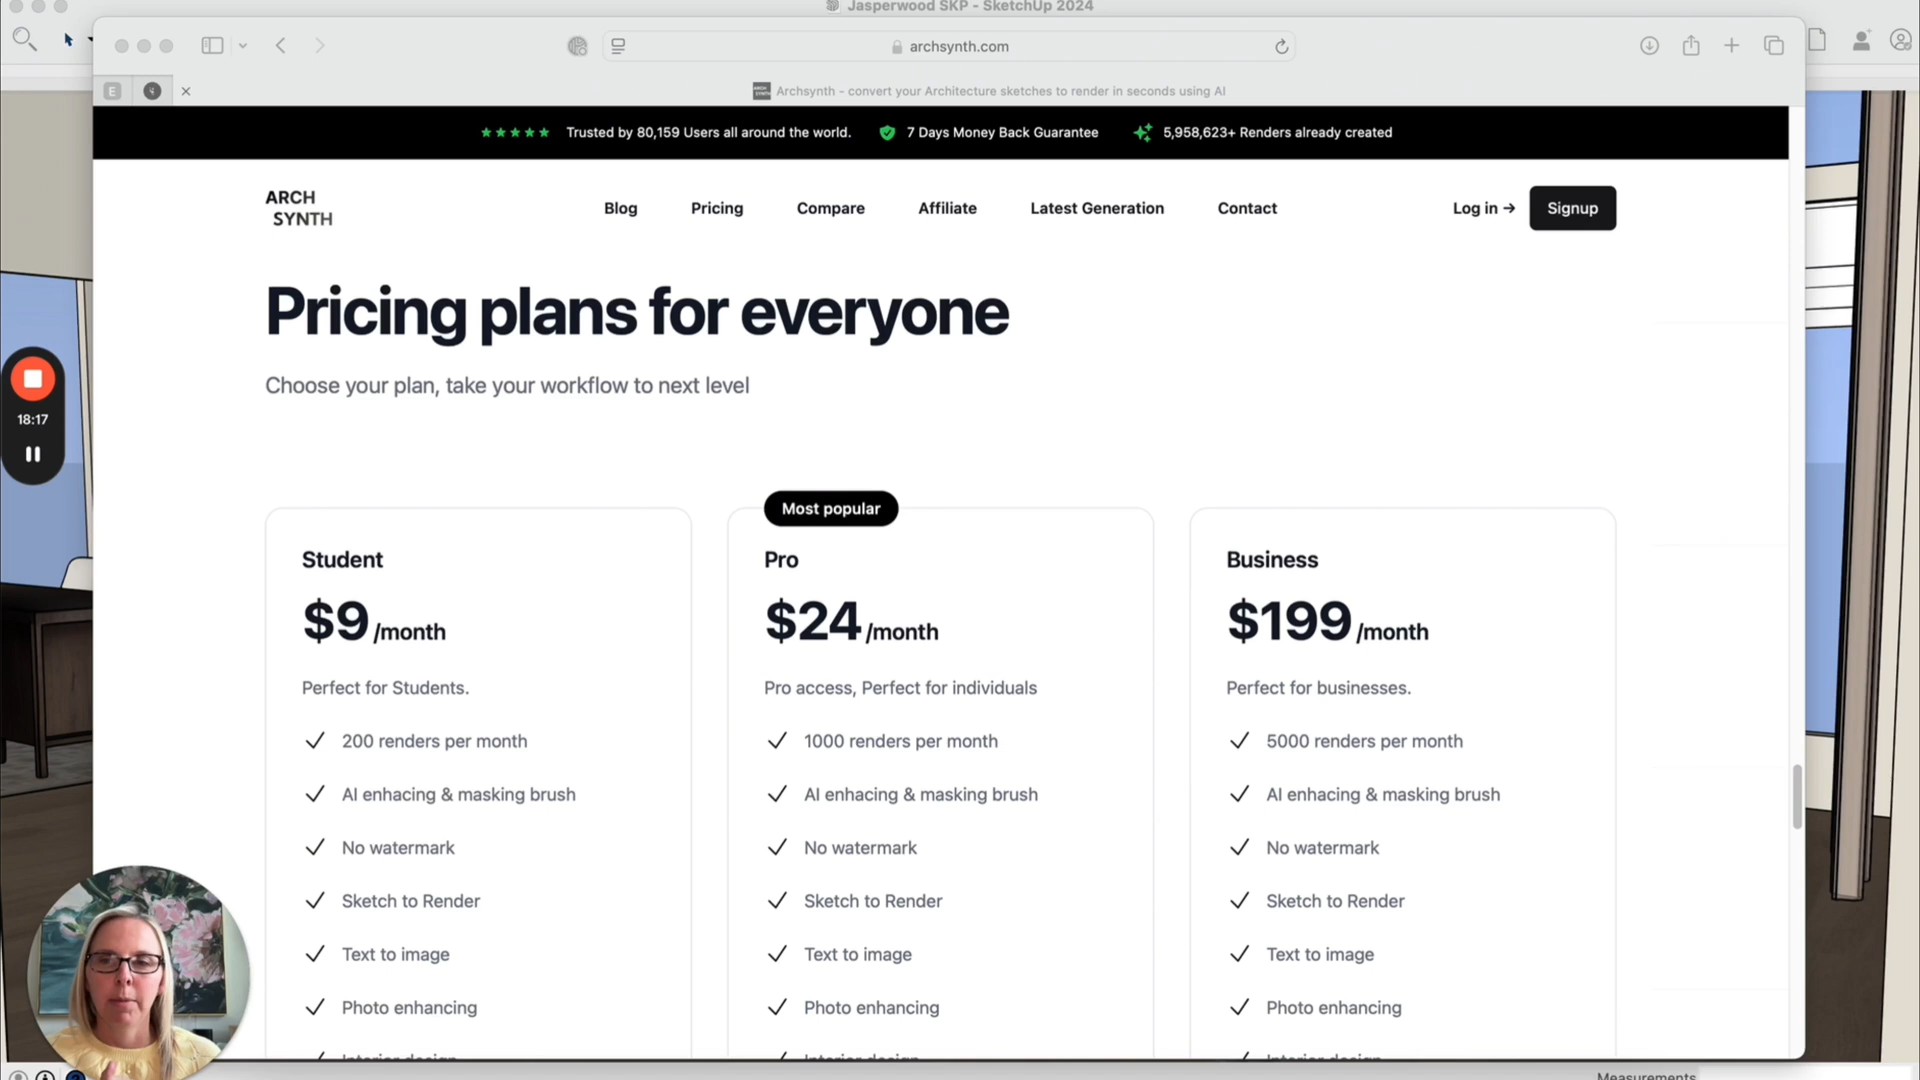 Jasperwood SKP - SketchUp 2024
archsynth.com
E
Archsynth - convert your Architecture sketches to render in seconds using AI
Trusted by 80,159 Users all around the world.
7 Days Money Back Guarantee
5,958,623+ Renders already created
ARCH
SYNTH
Blog
Pricing
Compare
Affiliate
Latest Generation
Contact
Log in →
Signup
Pricing plans for everyone
Choose your plan, take your workflow to next level
18:17
Most popular
Student
$9 /month
Perfect for Students.
200 renders per month
AI enhacing & masking brush
No watermark
Sketch to Render
Text to image
Photo enhancing
Interior design
Pro
$24 /month
Pro access, Perfect for individuals
1000 renders per month
AI enhacing & masking brush
No watermark
Sketch to Render
Text to image
Photo enhancing
Interior design
Business
$199 /month
Perfect for businesses.
5000 renders per month
AI enhacing & masking brush
No watermark
Sketch to Render
Text to image
Photo enhancing
Interior design
Measurements